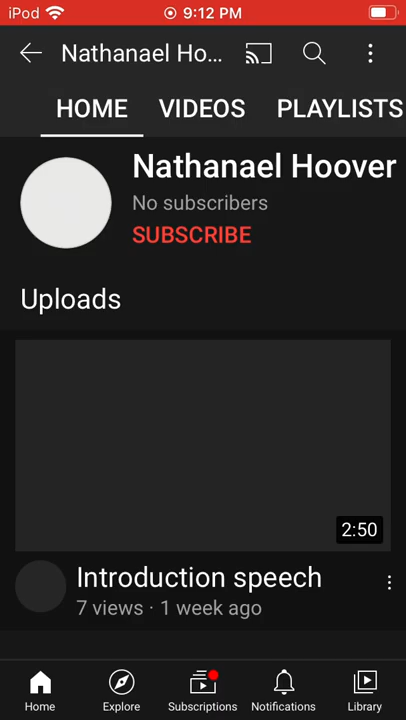 iPod 9:12 PM
Nathanael Ho...
HOME VIDEOS PLAYLISTS
Nathanael Hoover
No subscribers
SUBSCRIBE
Uploads
2:50
Introduction speech
7 views · 1 week ago
Home Explore Subscriptions Notifications Library